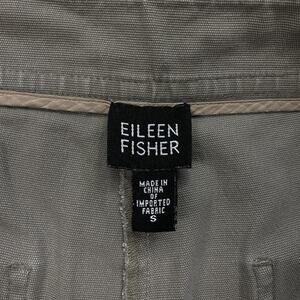 EILEEN
FISHER
MADE IN
CHINA
OF
IMPORTED
FABRIC
S